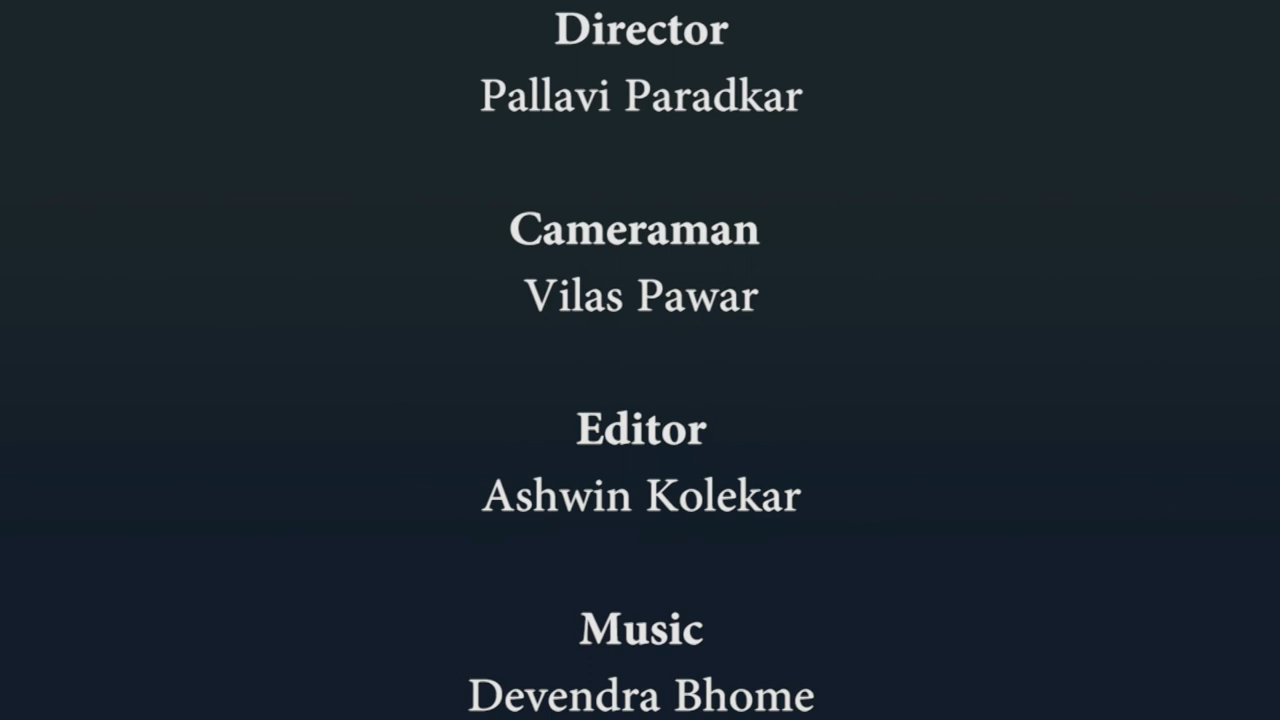 Director
Pallavi Paradkar
Cameraman
Vilas Pawar
Editor
Ashwin Kolekar
Music
Devendra Bhome